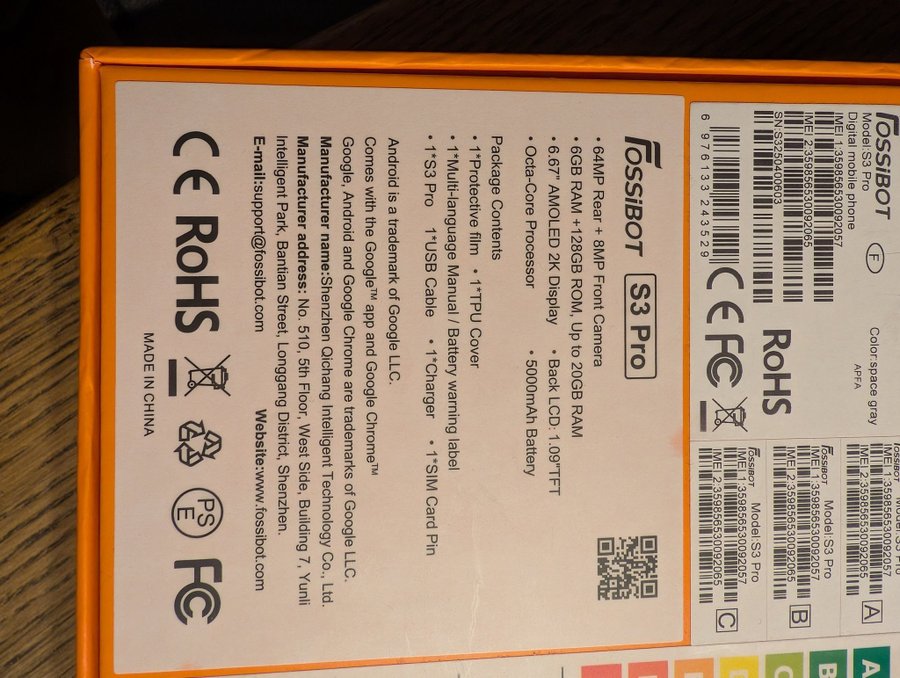 FOSSiBOT
Model:S3 Pro
Digital mobile phone
F
Color:space gray
APFA
IMEI 1:359856530092057
IMEI 2:359856530092065
SN S3250400603
6 976133 243529
CE FC
RoHS
FOSSiBOT Model:S3 Pro
IMEI 1:359856530092057
IMEI 2:359856530092065
A
FOSSiBOT Model:S3 Pro
IMEI 1:359856530092057
IMEI 2:359856530092065
B
FOSSiBOT Model:S3 Pro
IMEI 1:359856530092057
IMEI 2:359856530092065
C
A
B
C
FOSSiBOT S3 Pro
• 64MP Rear + 8MP Front Camera
• 6GB RAM +128GB ROM, Up to 20GB RAM
• 6.67" AMOLED 2K Display • Back LCD: 1.09"TFT
• Octa-Core Processor • 5000mAh Battery
Package Contents
• 1*Protective film • 1*TPU Cover
• 1*Multi-language Manual / Battery warning label
• 1*S3 Pro 1*USB Cable • 1*Charger • 1*SIM Card Pin
Android is a trademark of Google LLC.
Comes with the Google™ app and Google Chrome™
Google, Android and Google Chrome are trademarks of Google LLC.
Manufacturer name:Shenzhen Qichang Intelligent Technology Co., Ltd.
Manufacturer address: No. 510, 5th Floor, West Side, Building 7, Yunli
Intelligent Park, Bantian Street, Longgang District, Shenzhen.
E-mail:support@fossibot.com Website:www.fossibot.com
CE RoHS PSE FC
MADE IN CHINA